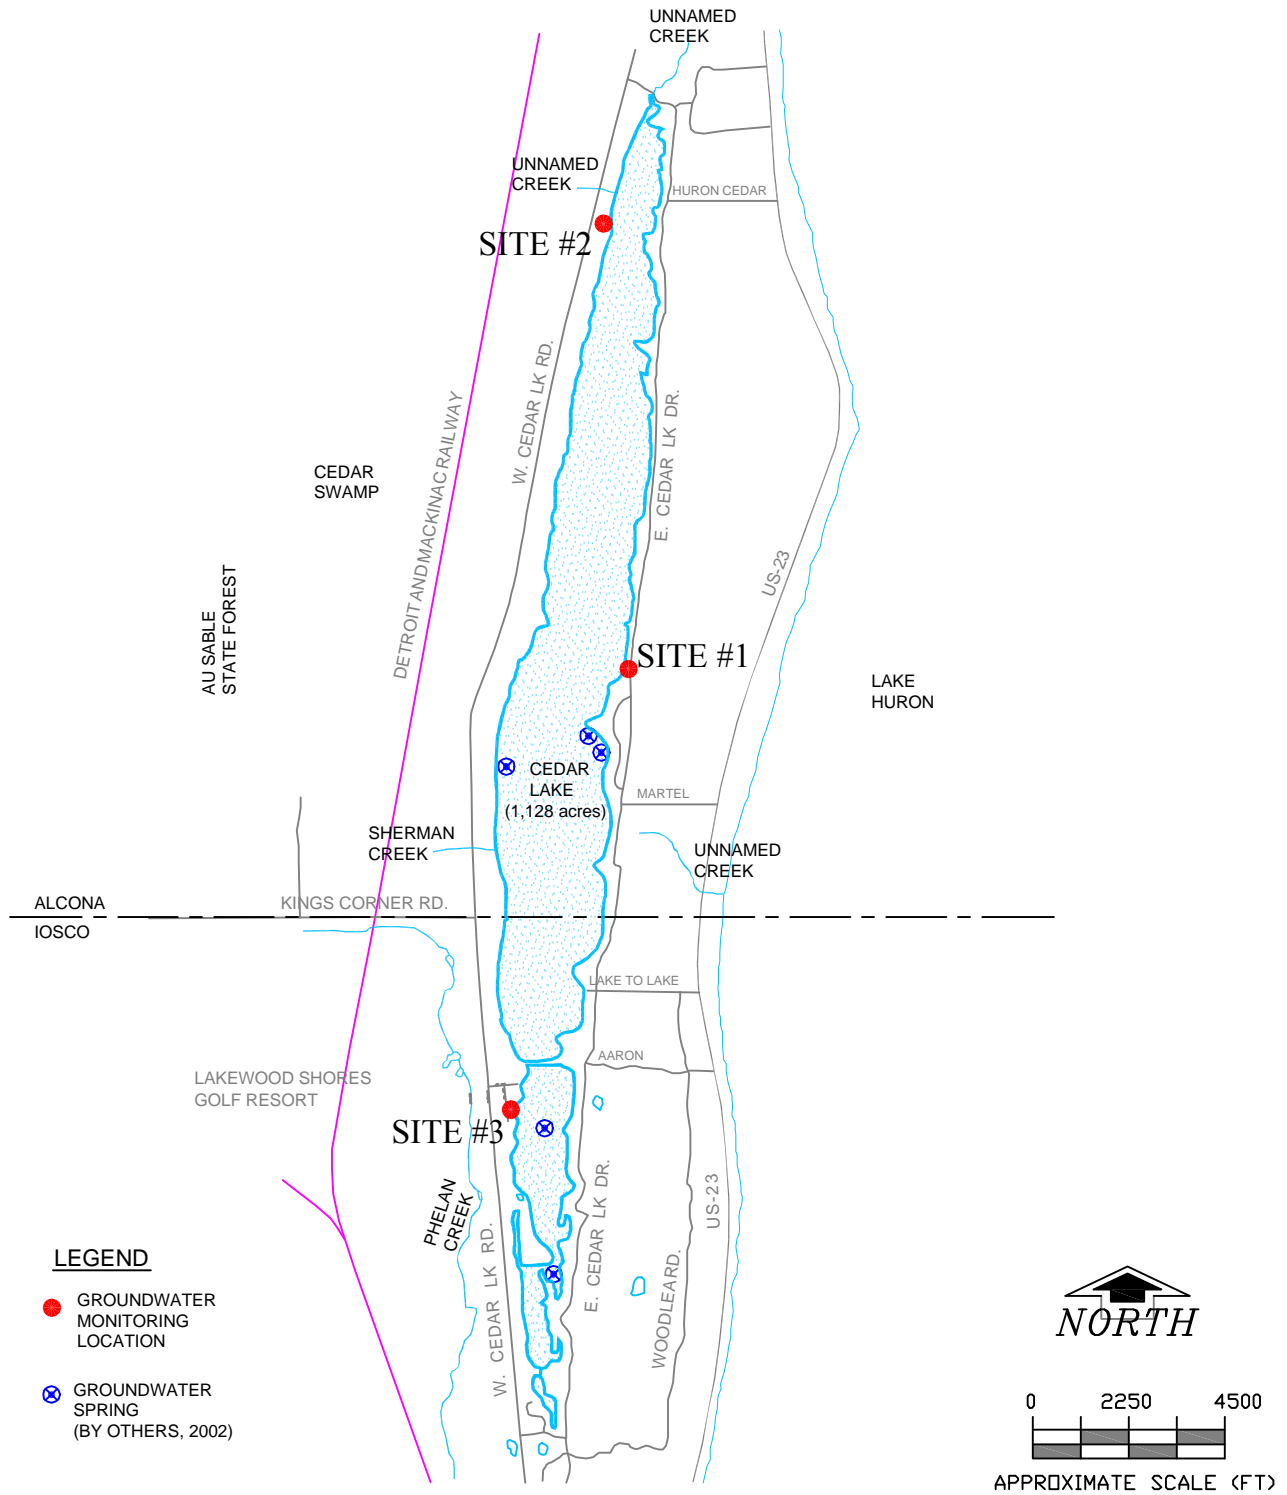 UNNAMED
CREEK
UNNAMED
CREEK
HURON CEDAR
SITE #2
W. CEDAR LK RD.
E. CEDAR LK DR.
DETROIT AND MACKINAC RAILWAY
CEDAR
SWAMP
US-23
AU SABLE
STATE FOREST
SITE #1
LAKE
HURON
CEDAR
LAKE
(1,128 acres)
MARTEL
SHERMAN
CREEK
UNNAMED
CREEK
ALCONA
KINGS CORNER RD.
IOSCO
LAKE TO LAKE
AARON
LAKEWOOD SHORES
GOLF RESORT
SITE #3
PHELAN
CREEK
W. CEDAR LK RD.
E. CEDAR LK DR.
WOODLEARD.
US-23
LEGEND
GROUNDWATER
MONITORING
LOCATION
GROUNDWATER
SPRING
(BY OTHERS, 2002)
NORTH
0 2250 4500
APPROXIMATE SCALE (FT)